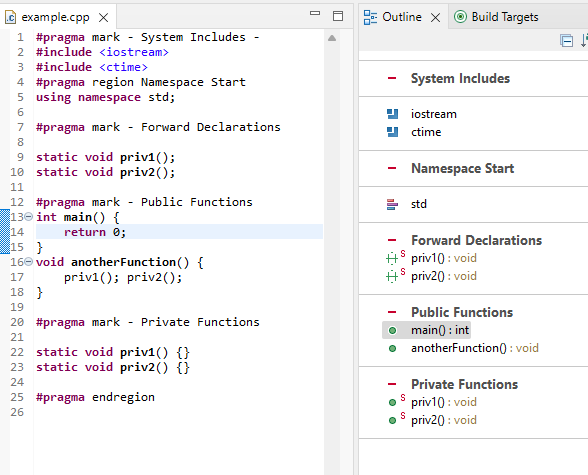 example.cpp
1 #pragma mark - System Includes -
2 #include <iostream>
3 #include <ctime>
4 #pragma region Namespace Start
5 using namespace std;
6
7 #pragma mark - Forward Declarations
8
9 static void priv1();
10 static void priv2();
11
12 #pragma mark - Public Functions
13 int main() {
14     return 0;
15 }
16 void anotherFunction() {
17     priv1(); priv2();
18 }
19
20 #pragma mark - Private Functions
21
22 static void priv1() {}
23 static void priv2() {}
24
25 #pragma endregion
26
Outline
Build Targets
System Includes
iostream
ctime
Namespace Start
std
Forward Declarations
S priv1() : void
S priv2() : void
Public Functions
main() : int
anotherFunction() : void
Private Functions
S priv1() : void
S priv2() : void